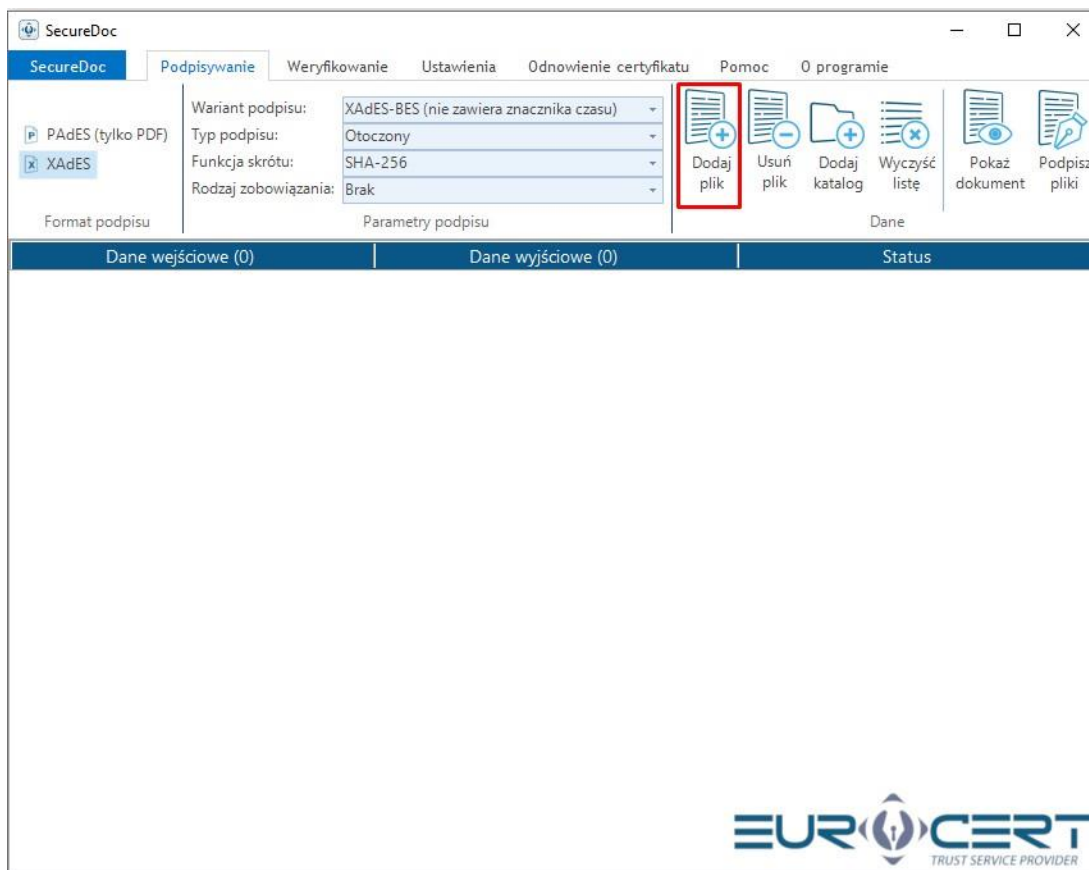 SecureDoc
SecureDoc Podpisywanie Weryfikowanie Ustawienia Odnowienie certyfikatu Pomoc O programie
PAdES (tylko PDF)
XAdES
Format podpisu
Wariant podpisu: XAdES-BES (nie zawiera znacznika czasu)
Typ podpisu: Otoczony
Funkcja skrótu: SHA-256
Rodzaj zobowiązania: Brak
Parametry podpisu
Dodaj
plik
Usuń
plik
Dodaj
katalog
Wyczyść
listę
Pokaż
dokument
Podpisz
pliki
Dane
Dane wejściowe (0) Dane wyjściowe (0) Status
EUROCERT
TRUST SERVICE PROVIDER